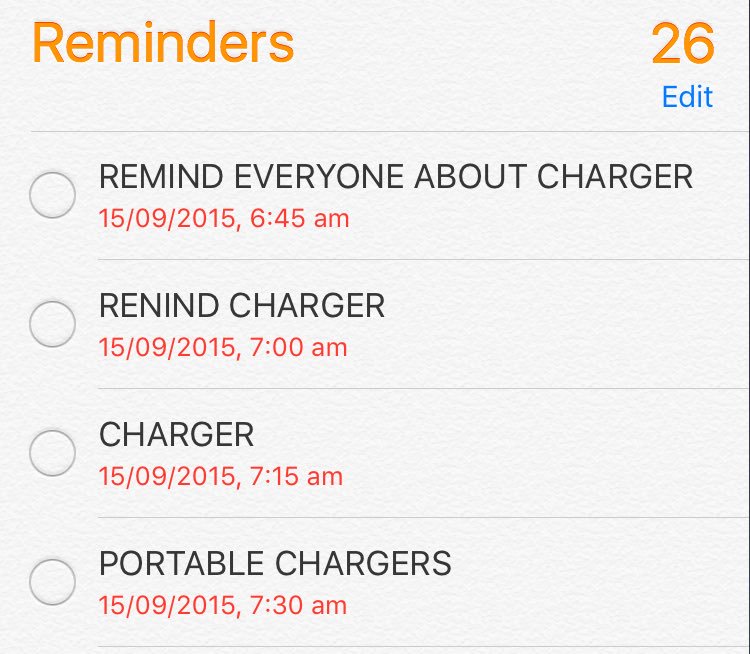 Reminders
26
Edit
REMIND EVERYONE ABOUT CHARGER
15/09/2015, 6:45 am
RENIND CHARGER
15/09/2015, 7:00 am
CHARGER
15/09/2015, 7:15 am
PORTABLE CHARGERS
15/09/2015, 7:30 am